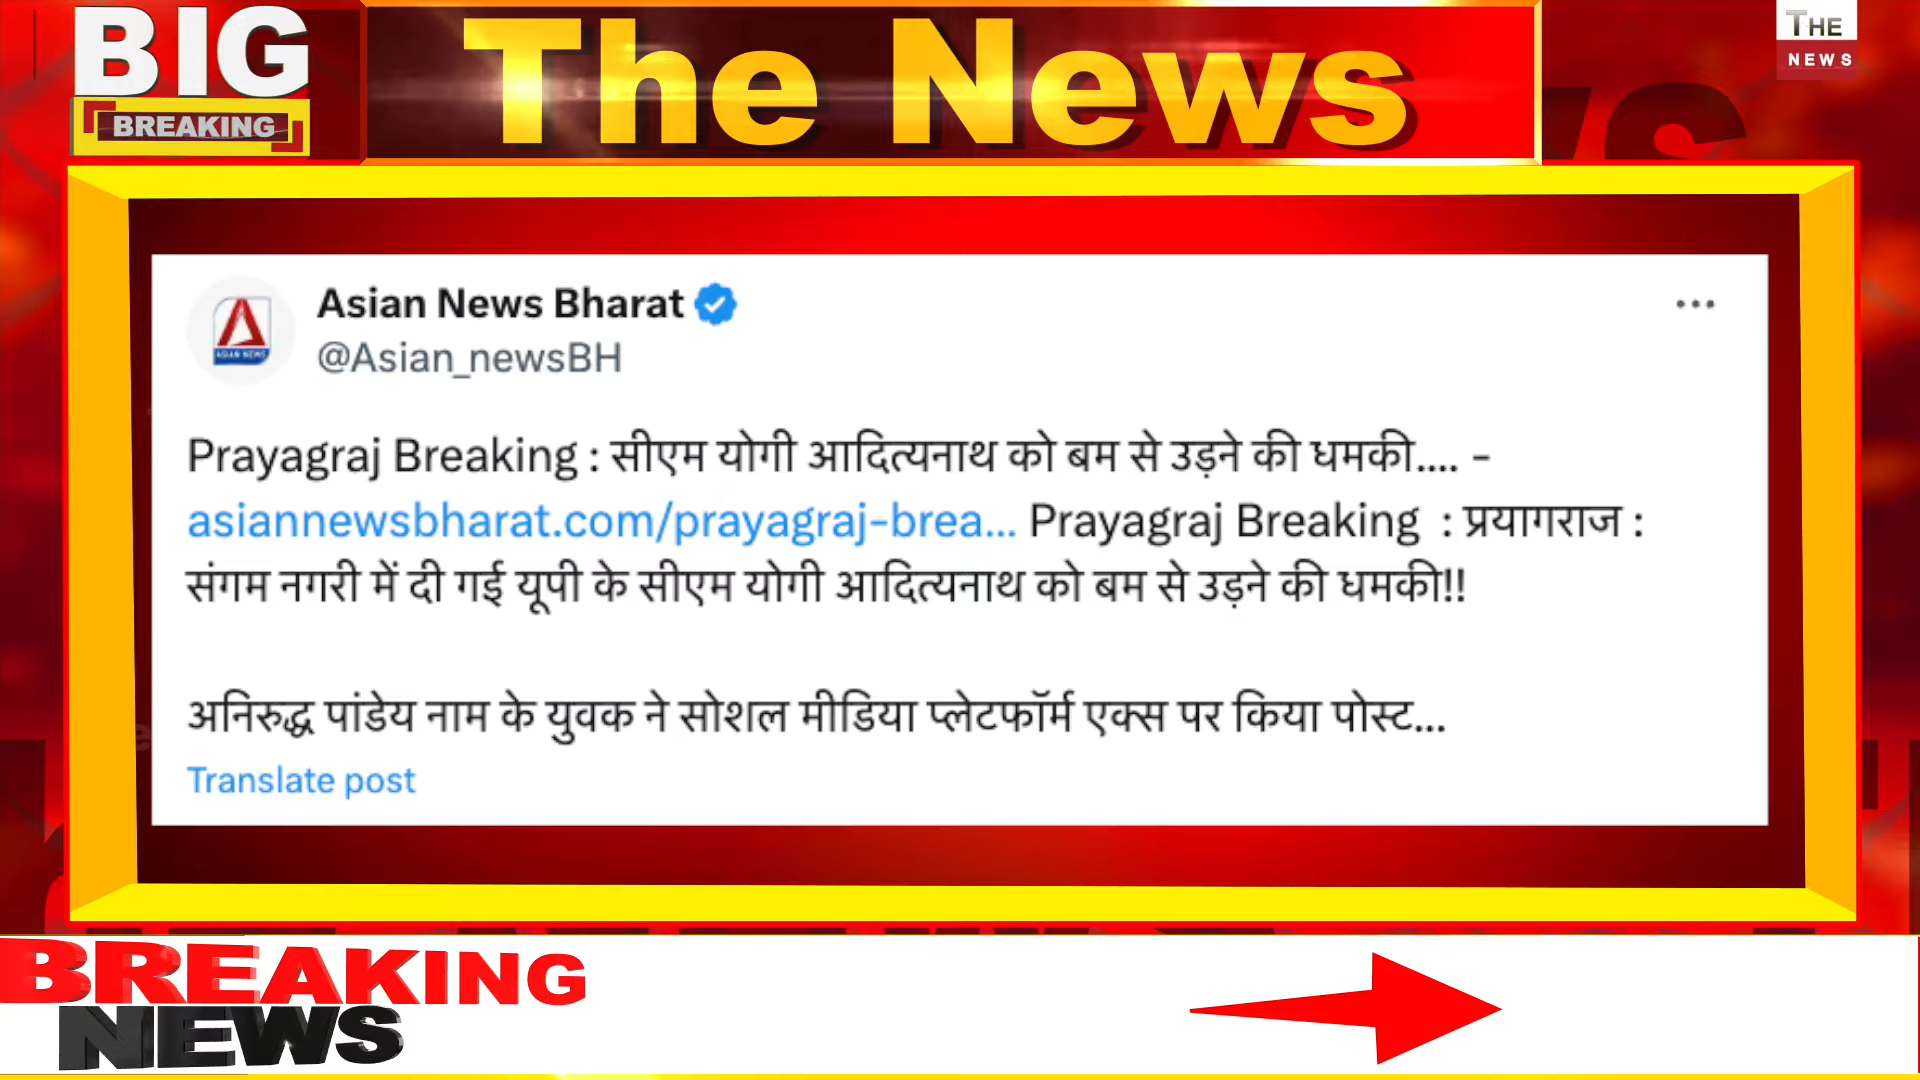 BIG
BREAKING
The News
THE
NEWS
ASIAN NEWS
Asian News Bharat
@Asian_newsBH
Prayagraj Breaking : सीएम योगी आदित्यनाथ को बम से उड़ने की धमकी.... -
asiannewsbharat.com/prayagraj-brea... Prayagraj Breaking : प्रयागराज :
संगम नगरी में दी गई यूपी के सीएम योगी आदित्यनाथ को बम से उड़ने की धमकी!!
अनिरुद्ध पांडेय नाम के युवक ने सोशल मीडिया प्लेटफॉर्म एक्स पर किया पोस्ट...
Translate post
BREAKING
NEWS